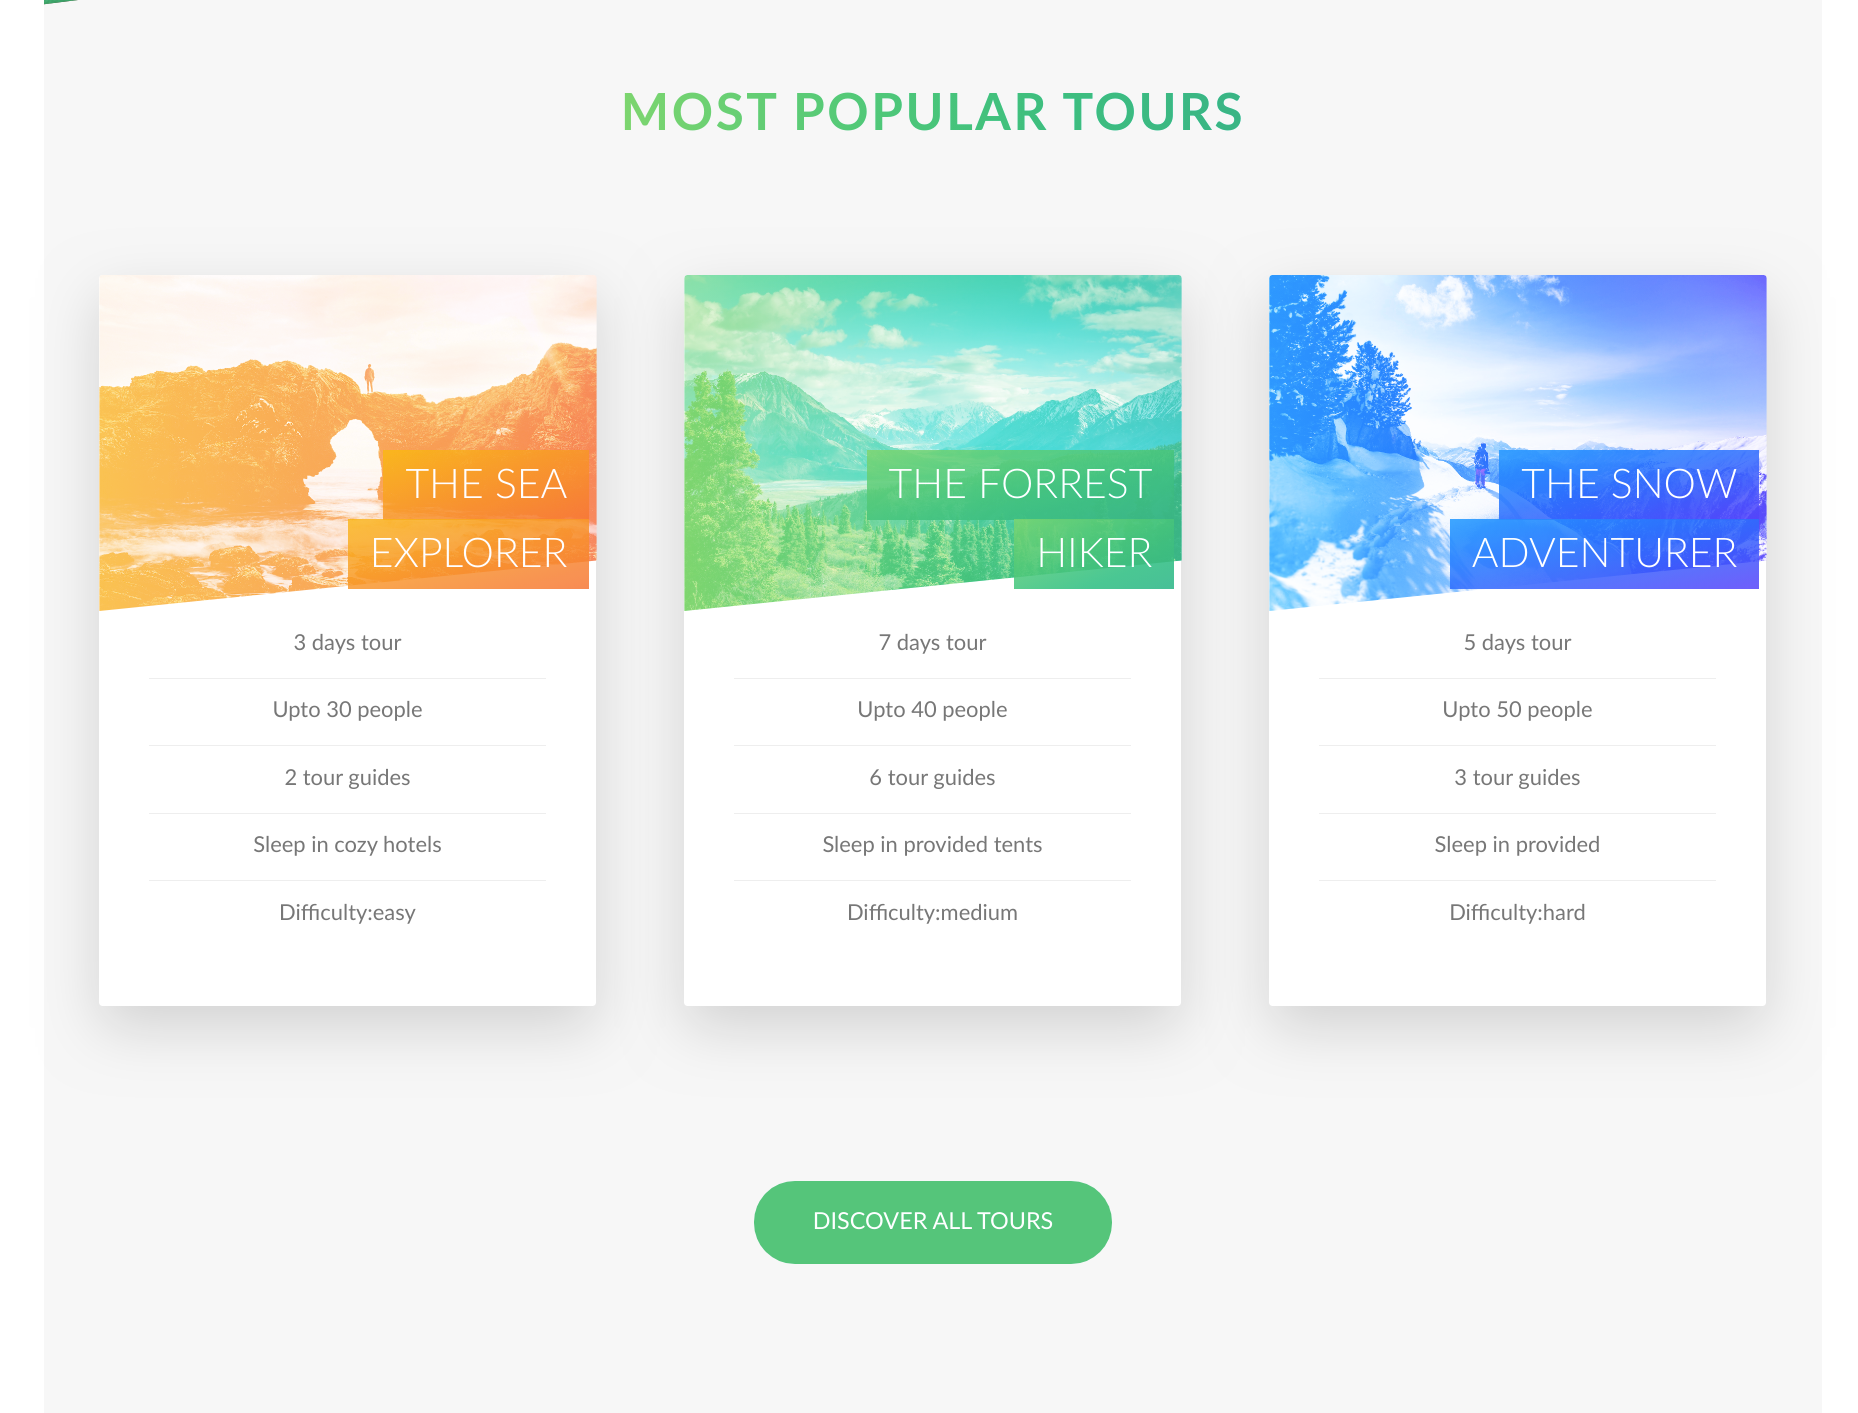 MOST POPULAR TOURS
THE SEA
EXPLORER
3 days tour
Upto 30 people
2 tour guides
Sleep in cozy hotels
Difficulty:easy
THE FORREST
HIKER
7 days tour
Upto 40 people
6 tour guides
Sleep in provided tents
Difficulty:medium
THE SNOW
ADVENTURER
5 days tour
Upto 50 people
3 tour guides
Sleep in provided
Difficulty:hard
DISCOVER ALL TOURS